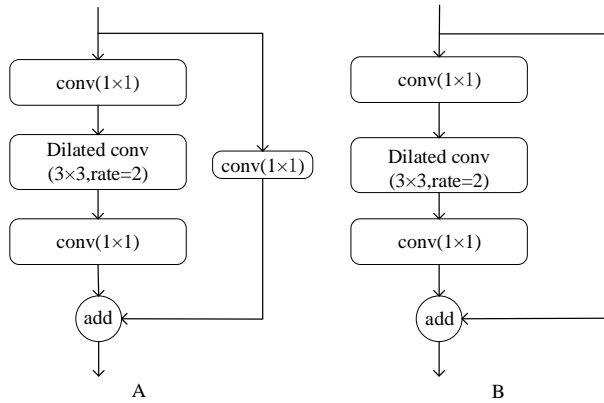 conv(1×1)
Dilated conv
(3×3,rate=2)
conv(1×1)
conv(1×1)
add
A
conv(1×1)
Dilated conv
(3×3,rate=2)
conv(1×1)
add
B